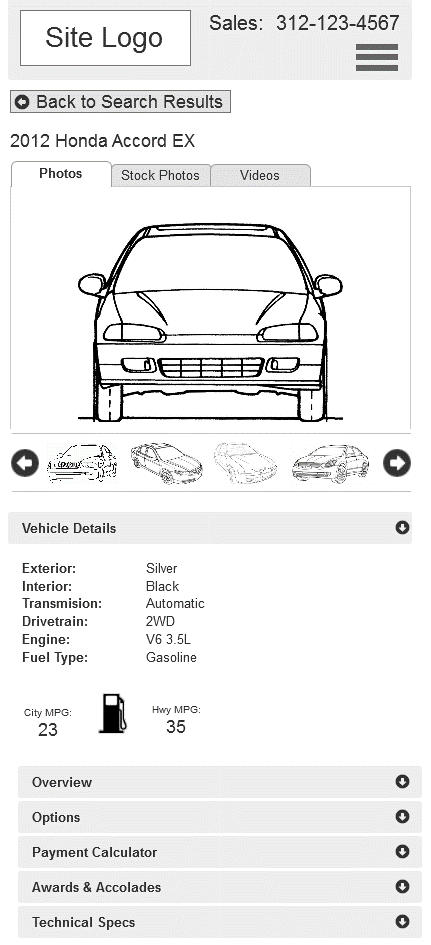 Site Logo
Sales: 312-123-4567
Back to Search Results
2012 Honda Accord EX
Photos Stock Photos Videos
Vehicle Details
Exterior: Silver
Interior: Black
Transmision: Automatic
Drivetrain: 2WD
Engine: V6 3.5L
Fuel Type: Gasoline
City MPG: Hwy MPG:
23 35
Overview
Options
Payment Calculator
Awards & Accolades
Technical Specs